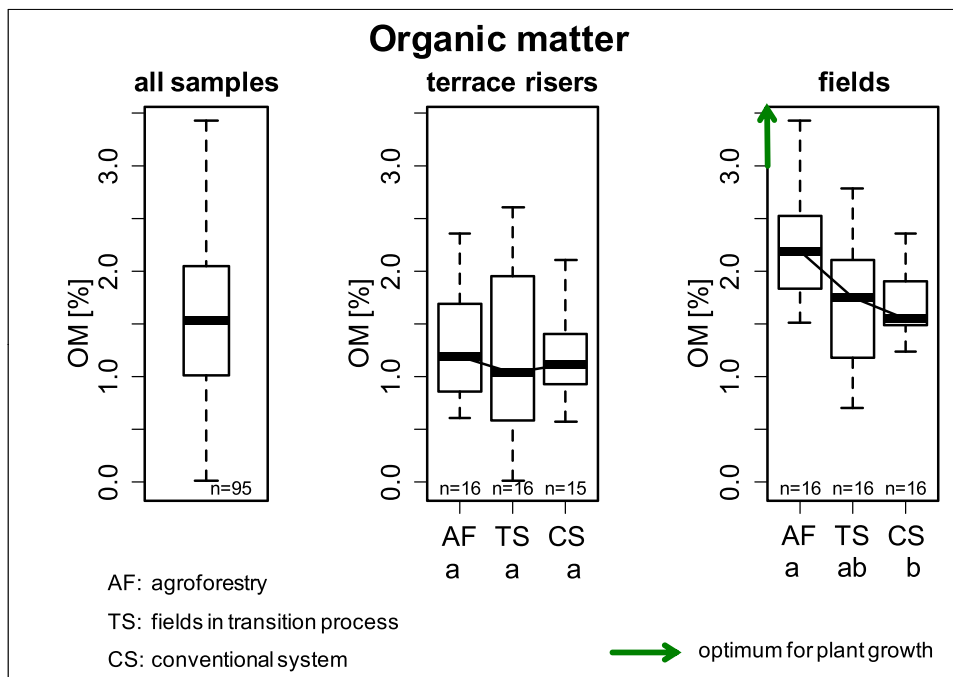 Organic matter
all samples
terrace risers
fields
OM [%]
0.0
1.0
2.0
3.0
n=95
OM [%]
0.0
1.0
2.0
3.0
n=16 n=16 n=15
AF TS CS
a a a
OM [%]
0.0
1.0
2.0
3.0
n=16 n=16 n=16
AF TS CS
a ab b
AF: agroforestry
TS: fields in transition process
CS: conventional system
optimum for plant growth